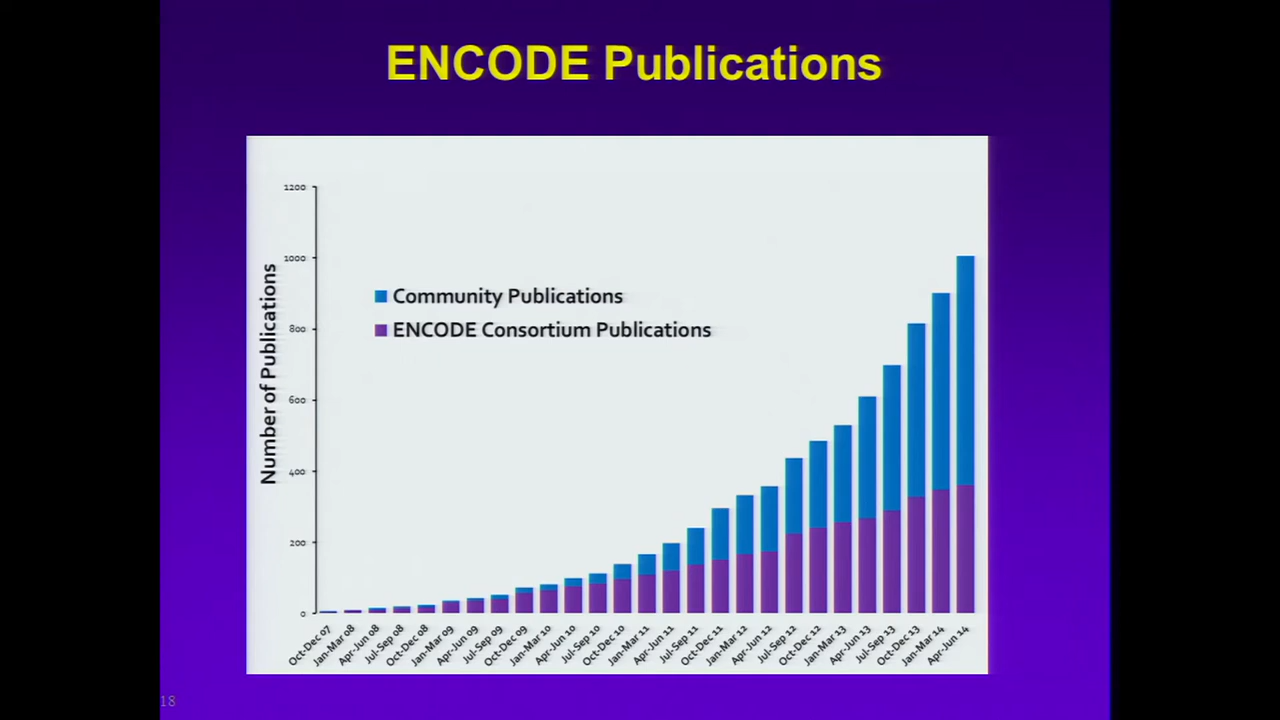 ENCODE Publications
1200
1000
800
600
400
200
0
Number of Publications
Community Publications
ENCODE Consortium Publications
Oct-Dec 07
Jan-Mar 08
Apr-Jun 08
Jul-Sep 08
Oct-Dec 08
Jan-Mar 09
Apr-Jun 09
Jul-Sep 09
Oct-Dec 09
Jan-Mar 10
Apr-Jun 10
Jul-Sep 10
Oct-Dec 10
Jan-Mar 11
Apr-Jun 11
Jul-Sep 11
Oct-Dec 11
Jan-Mar 12
Apr-Jun 12
Jul-Sep 12
Oct-Dec 12
Jan-Mar 13
Apr-Jun 13
Jul-Sep 13
Oct-Dec 13
Jan-Mar 14
Apr-Jun 14
18